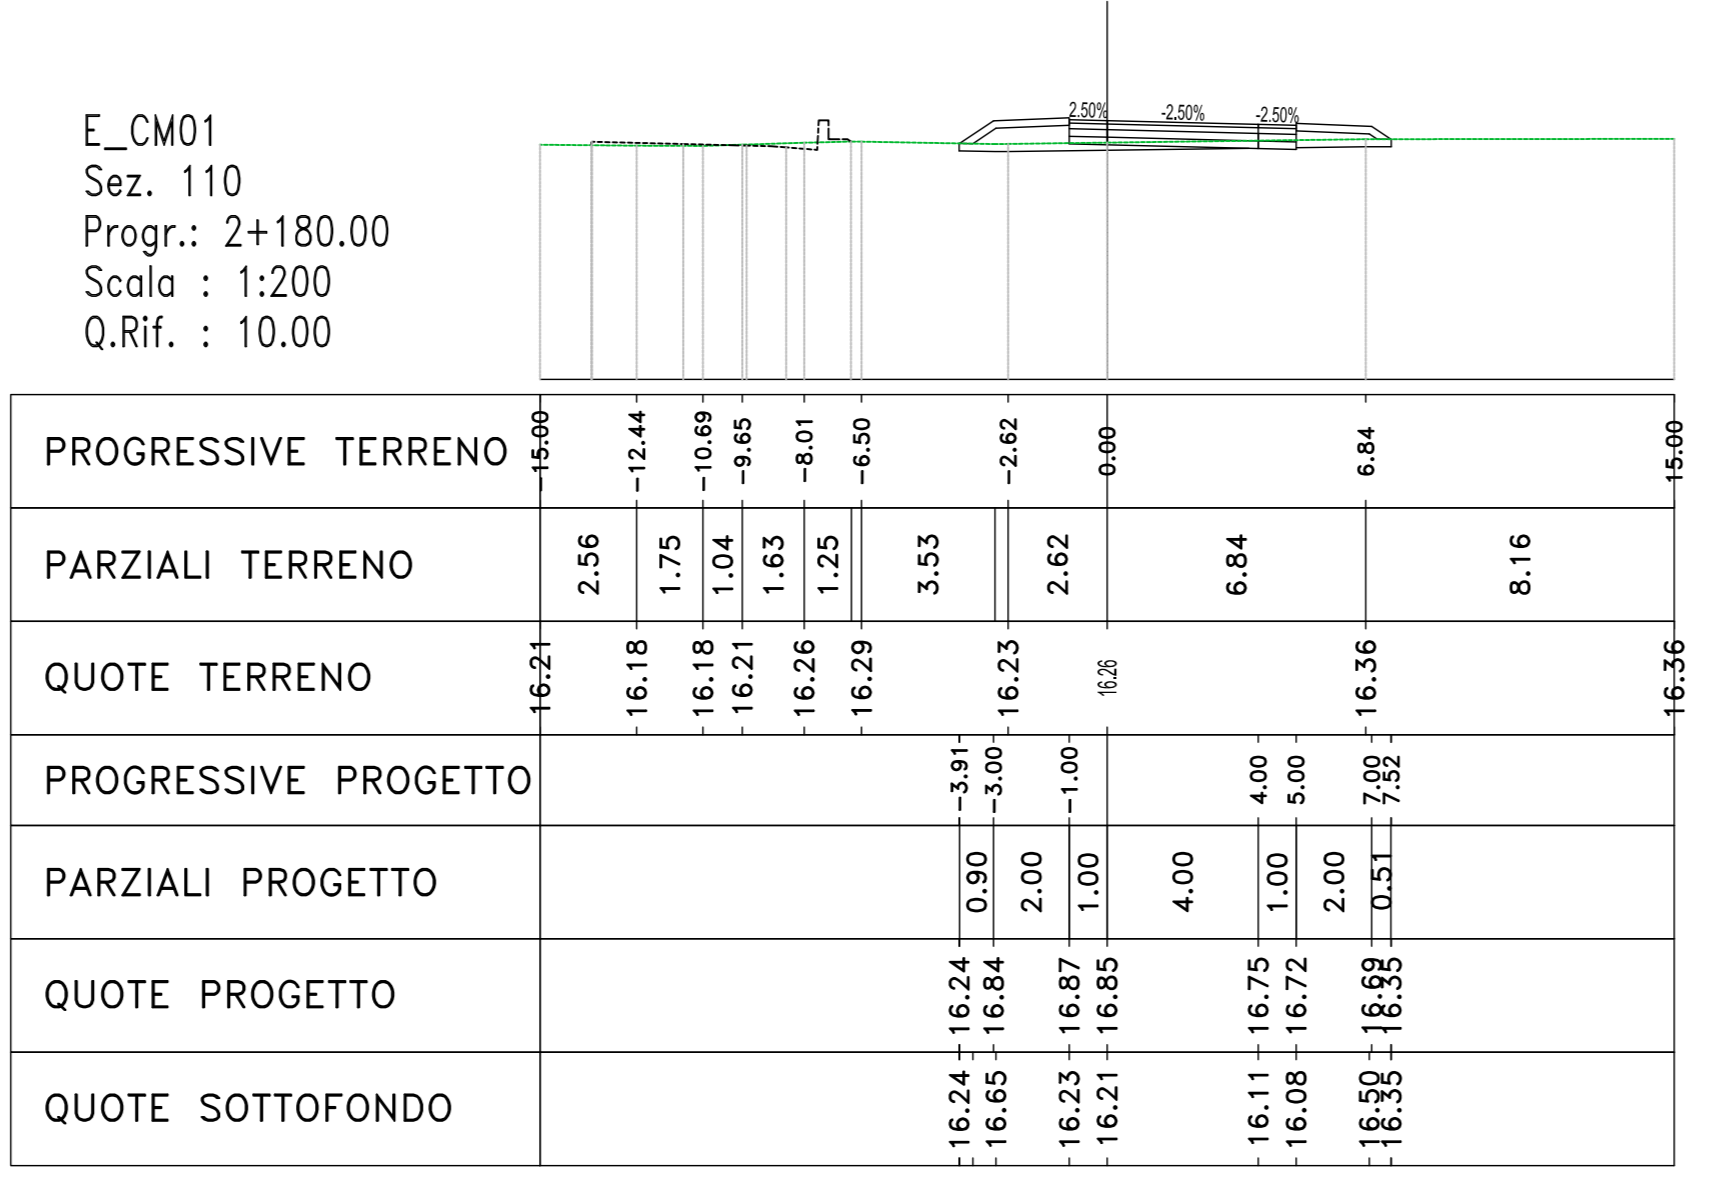 2.50% -2.50% -2.50%
E_CM01
Sez. 110
Progr.: 2+180.00
Scala : 1:200
Q.Rif. : 10.00
PROGRESSIVE TERRENO -15.00 -12.44 -10.69 -9.65 -8.01 -6.50 -2.62 0.00 6.84 15.00
PARZIALI TERRENO 2.56 1.75 1.04 1.63 1.25 3.53 2.62 6.84 8.16
QUOTE TERRENO 16.21 16.18 16.18 16.21 16.26 16.29 16.23 16.26 16.36 16.36
PROGRESSIVE PROGETTO -3.91 -3.00 -1.00 4.00 5.00 7.00 7.52
PARZIALI PROGETTO 0.90 2.00 1.00 4.00 1.00 2.00 0.51
QUOTE PROGETTO 16.24 16.84 16.87 16.85 16.75 16.72 16.69 16.35
QUOTE SOTTOFONDO 16.24 16.65 16.23 16.21 16.11 16.08 16.50 16.35